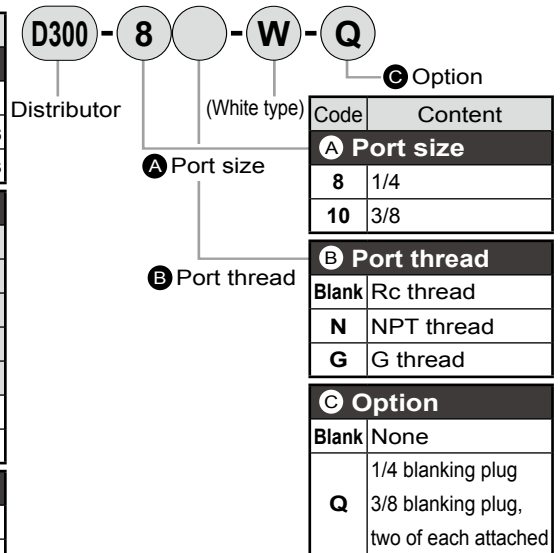 D300 - 8 - W - Q
C Option
Distributor
(White type)
A Port size
B Port thread
Code Content
A Port size
8 1/4
10 3/8
B Port thread
Blank Rc thread
N NPT thread
G G thread
C Option
Blank None
Q 1/4 blanking plug
3/8 blanking plug,
two of each attached